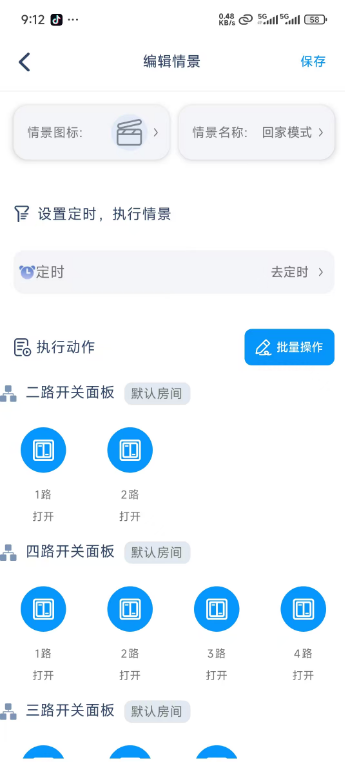 9:12 ··· 0.48 KB/s 5G 5G 58
编辑情景 保存
情景图标: 情景名称: 回家模式
设置定时，执行情景
定时 去定时
执行动作 批量操作
二路开关面板 默认房间
1路 2路
打开 打开
四路开关面板 默认房间
1路 2路 3路 4路
打开 打开 打开 打开
三路开关面板 默认房间